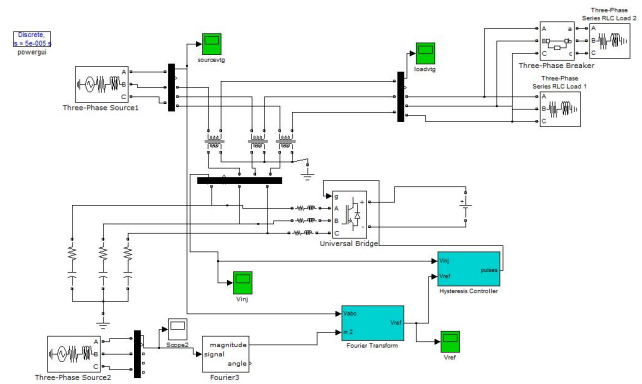 Discrete,
s = 5e-005 s
powergui
sourcevtg
loadvtg
Three-Phase
Series RLC Load 2
A
B
C
a
b
c
A
B
C
Three-Phase Breaker
A
B
C
Three-Phase Source1
Three-Phase
Series RLC Load 1
A
B
C
g
A
B
C
+
-
Universal Bridge
Vinj
Vref
pulses
Hysteresis Controller
Vinj
Vabc
in 2
Vref
Fourier Transform
Vref
A
B
C
Three-Phase Source2
Scope2
signal
magnitude
angle
Fourier3